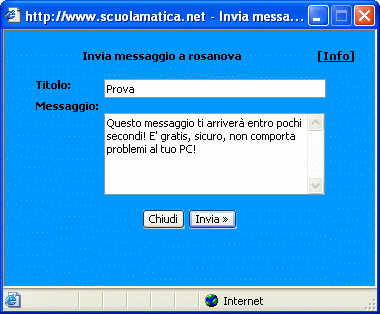 http://www.scuolamatica.net - Invia messa...
Invia messaggio a rosanova
[Info]
Titolo:
Prova
Messaggio:
Questo messaggio ti arriverà entro pochi
secondi! E' gratis, sicuro, non comporta
problemi al tuo PC!
Chiudi
Invia »
Internet